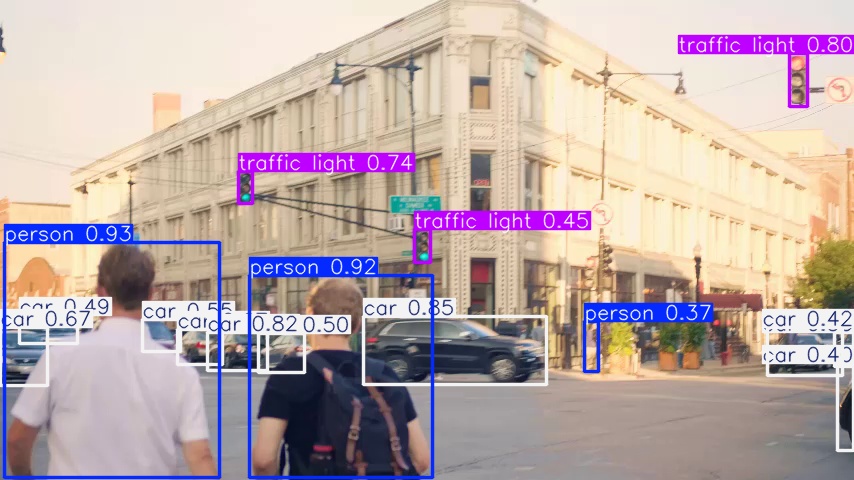 traffic light 0.80
traffic light 0.74
traffic light 0.45
person 0.93
person 0.92
car 0.49
car 0.67
car 0.55
0.82
0.50
car 0.85
person 0.37
car 0.42
car 0.40